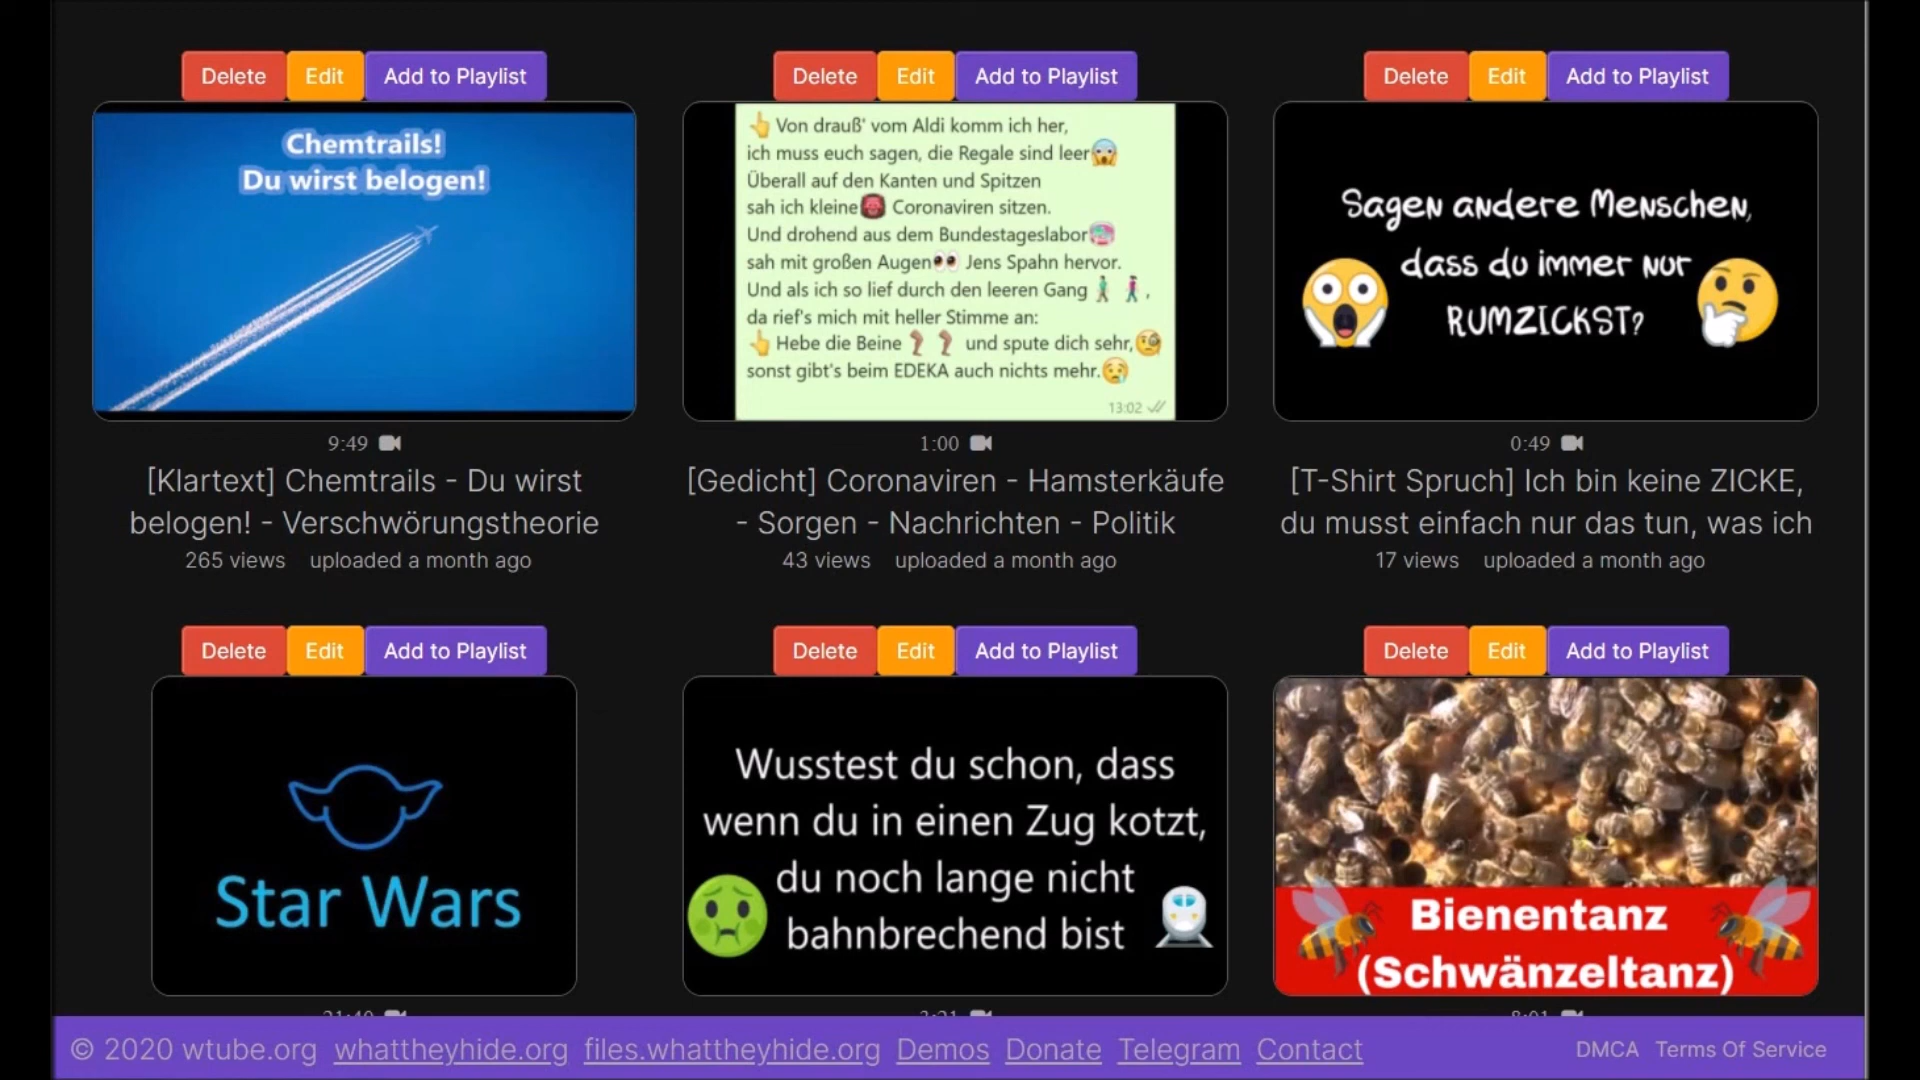 Delete Edit Add to Playlist
Chemtrails!
Du wirst belogen!
9:49
[Klartext] Chemtrails - Du wirst
belogen! - Verschwörungstheorie
265 views uploaded a month ago
Delete Edit Add to Playlist
Von drauß' vom Aldi komm ich her,
ich muss euch sagen, die Regale sind leer
Überall auf den Kanten und Spitzen
sah ich kleine Coronaviren sitzen.
Und drohend aus dem Bundestageslabor
sah mit großen Augen Jens Spahn hervor.
Und als ich so lief durch den leeren Gang ,
da rief's mich mit heller Stimme an:
Hebe die Beine und spute dich sehr,
sonst gibt's beim EDEKA auch nichts mehr.
13:02
1:00
[Gedicht] Coronaviren - Hamsterkäufe
- Sorgen - Nachrichten - Politik
43 views uploaded a month ago
Delete Edit Add to Playlist
Sagen andere Menschen,
dass du immer nur
RUMZICKST?
0:49
[T-Shirt Spruch] Ich bin keine ZICKE,
du musst einfach nur das tun, was ich
17 views uploaded a month ago
Delete Edit Add to Playlist
Star Wars
Delete Edit Add to Playlist
Wusstest du schon, dass
wenn du in einen Zug kotzt,
du noch lange nicht
bahnbrechend bist
Delete Edit Add to Playlist
Bienentanz
(Schwänzeltanz)
© 2020 wtube.org whattheyhide.org files.whattheyhide.org Demos Donate Telegram Contact DMCA Terms Of Service